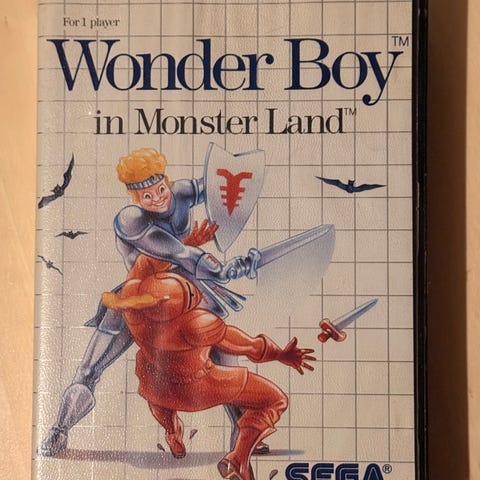 For 1 player
Wonder Boy™
in Monster Land™
SEGA®